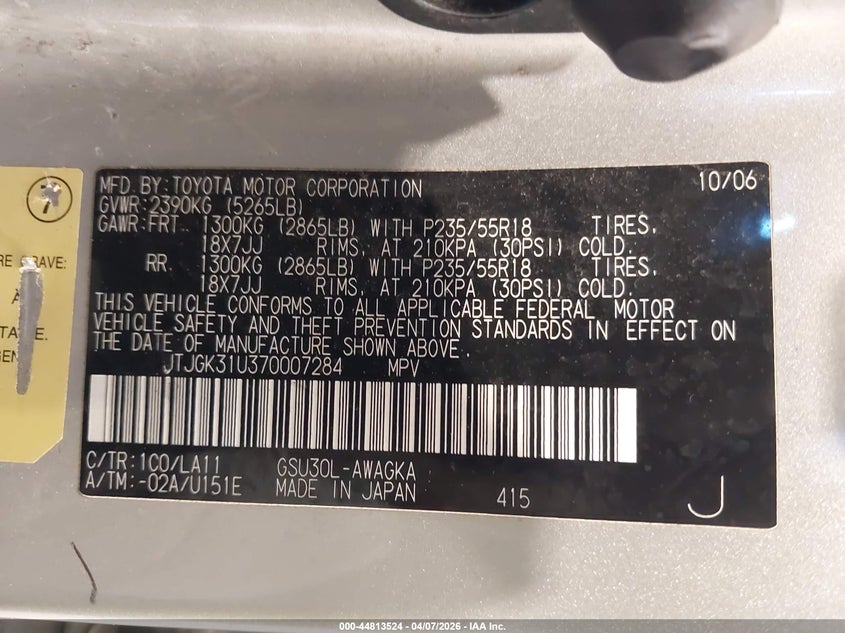 MFD.BY:TOYOTA MOTOR CORPORATION 10/06
GVWR:2390KG (5265LB)
GAWR:FRT 1300KG (2865LB) WITH P235/55R18 TIRES,
18X7JJ RIMS, AT 210KPA (30PSI) COLD.
RR 1300KG (2865LB) WITH P235/55R18 TIRES,
18X7JJ RIMS, AT 210KPA (30PSI) COLD.
THIS VEHICLE CONFORMS TO ALL APPLICABLE FEDERAL MOTOR
VEHICLE SAFETY AND THEFT PREVENTION STANDARDS IN EFFECT ON
THE DATE OF MANUFACTURE SHOWN ABOVE.
JTJGK31U370007284 MPV
C/TR:1C0/LA11 GSU30L-AWAGKA
A/TM:-02A/U151E MADE IN JAPAN 415 J
GRAVE:
000-44813524 - 04/07/2026 - IAA Inc.